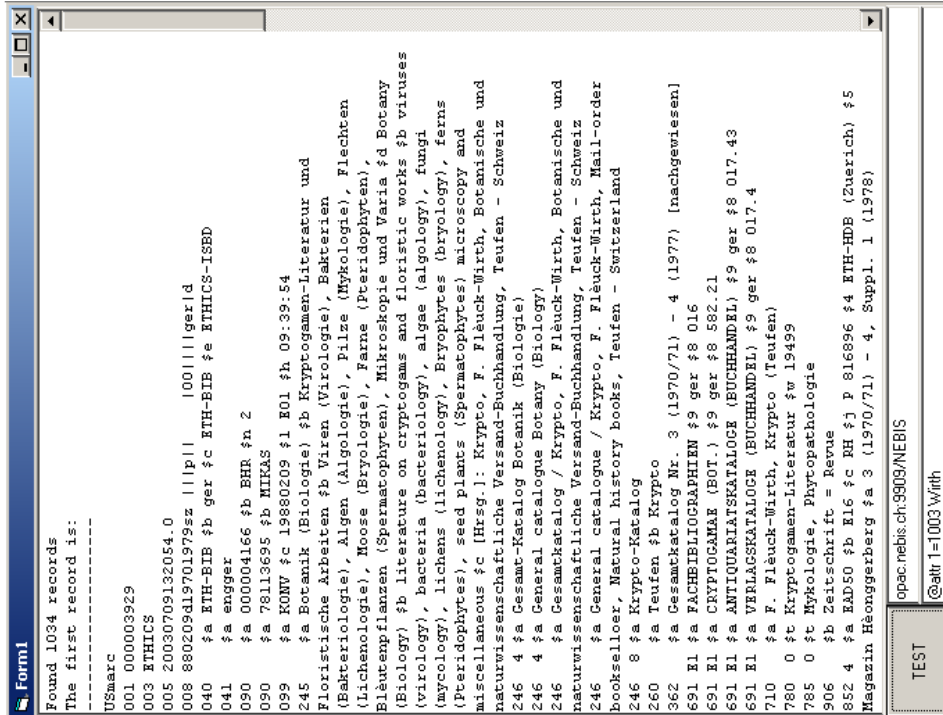 Form1
Found 1034 records
The first record is:
------------------------------
USmarc
001 0000003929
003 ETHICS
005 20030709132054.0
008 880209d19701979sz |||p|| |00||||ger|d
040 $a ETH-BIB $b ger $c ETH-BIB $e ETHICS-ISBD
041 $a engger
090 $a 000004166 $b BHR $n 2
090 $a 78113695 $b MIKAS
099 $a KONV $c 19880209 $l E01 $h 09:39:54
245 $a Botanik (Biologie) $b Kryptogamen-Literatur und
Floristische Arbeiten $b Viren (Virologie), Bakterien
(Bakteriologie), Algen (Algologie), Pilze (Mykologie), Flechten
(Lichenologie), Moose (Bryologie), Farne (Pteridophyten),
Blèutenpflanzen (Spermatophyten), Mikroskopie und Varia $d Botany
(Biology) $b literature on cryptogams and floristic works $b viruses
(virology), bacteria (bacteriology), algae (algology), fungi
(mycology), lichens (lichenology), Bryophytes (bryology), ferns
(Pteridophytes), seed plants (Spermatophytes) microscopy and
miscellaneous $c [Hrsg.]: Krypto, F. Flèuck-Wirth, Botanische und
naturwissenschaftliche Versand-Buchhandlung, Teufen - Schweiz
246 4 $a Gesamt-Katalog Botanik (Biologie)
246 4 $a General catalogue Botany (Biology)
246 $a Gesamtkatalog / Krypto, F. Flèuck-Wirth, Botanische und
naturwissenschaftliche Versand-Buchhandlung, Teufen - Schweiz
246 $a General catalogue / Krypto, F. Flèuck-Wirth, Mail-order
bookselloer, Natural history books, Teufen - Switzerland
246 8 $a Krypto-Katalog
260 $a Teufen $b Krypto
362 $a Gesamtkatalog Nr. 3 (1970/71) - 4 (1977) [nachgewiesen]
691 E1 $a FACHBIBLIOGRAPHIEN $9 ger $8 016
691 E1 $a CRYPTOGAMAE (BOT.) $9 ger $8 582.21
691 E1 $a ANTIQUARIATSKATALOGE (BUCHHANDEL) $9 ger $8 017.43
691 E1 $a VERLAGSKATALOGE (BUCHHANDEL) $9 ger $8 017.4
710 $a F. Flèuck-Wirth, Krypto (Teufen)
780 0 $t Kryptogamen-Literatur $w 19499
785 0 $t Mykologie, Phytopathologie
906 $b Zeitschrift = Revue
852 4 $a EAD50 $b E16 $c RH $j P 816896 $4 ETH-HDB (Zuerich) $5
Magazin Hèonggerberg $a 3 (1970/71) - 4, Suppl. 1 (1978)
TEST
opac.nebis.ch:9909/NEBIS
@attr 1=1003 Wirth